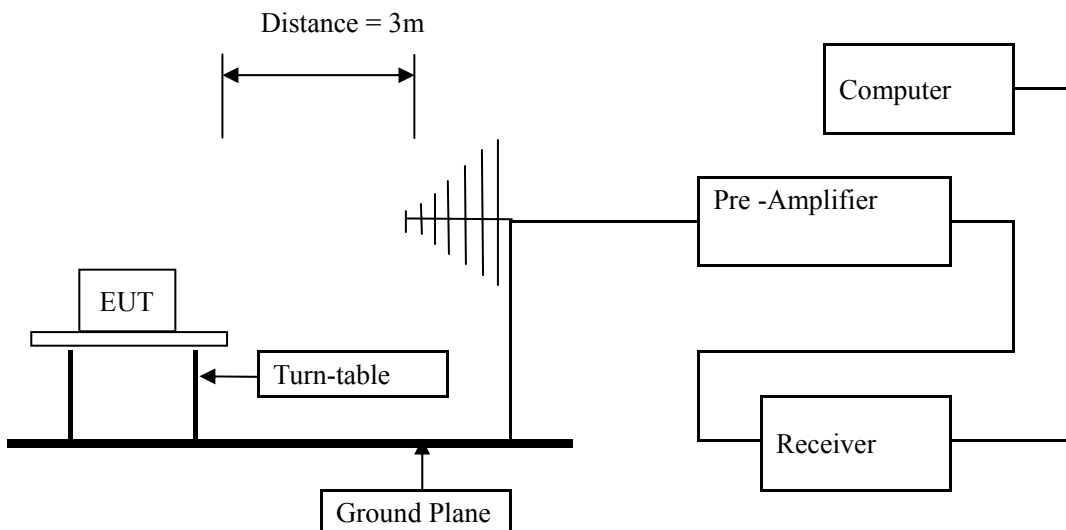 Distance = 3m
Computer
Pre -Amplifier
EUT
Turn-table
Receiver
Ground Plane